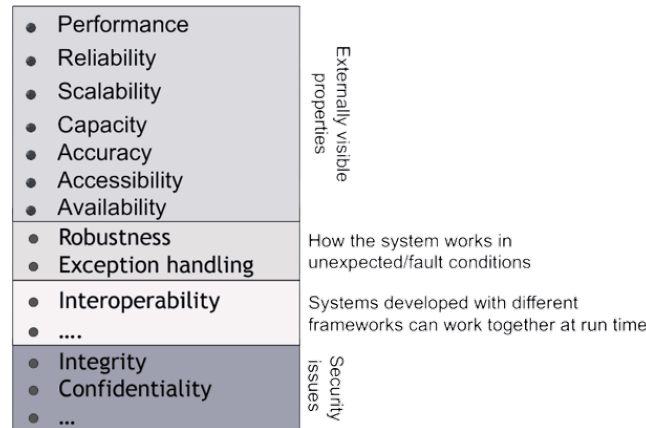 • Performance
• Reliability
• Scalability
• Capacity
• Accuracy
• Accessibility
• Availability
Externally visible
properties
• Robustness
• Exception handling
How the system works in
unexpected/fault conditions
• Interoperability
• ....
Systems developed with different
frameworks can work together at run time
• Integrity
• Confidentiality
• ...
Security
issues